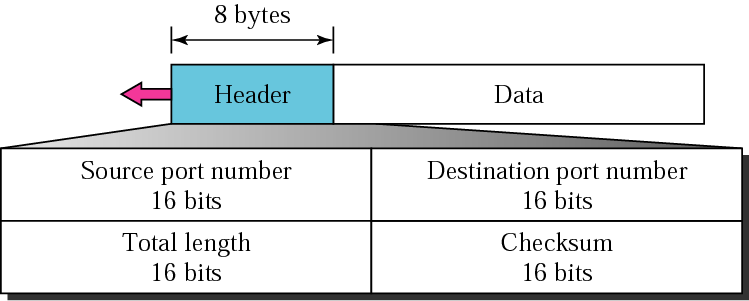 8 bytes
Header
Data
Source port number
16 bits
Destination port number
16 bits
Total length
16 bits
Checksum
16 bits